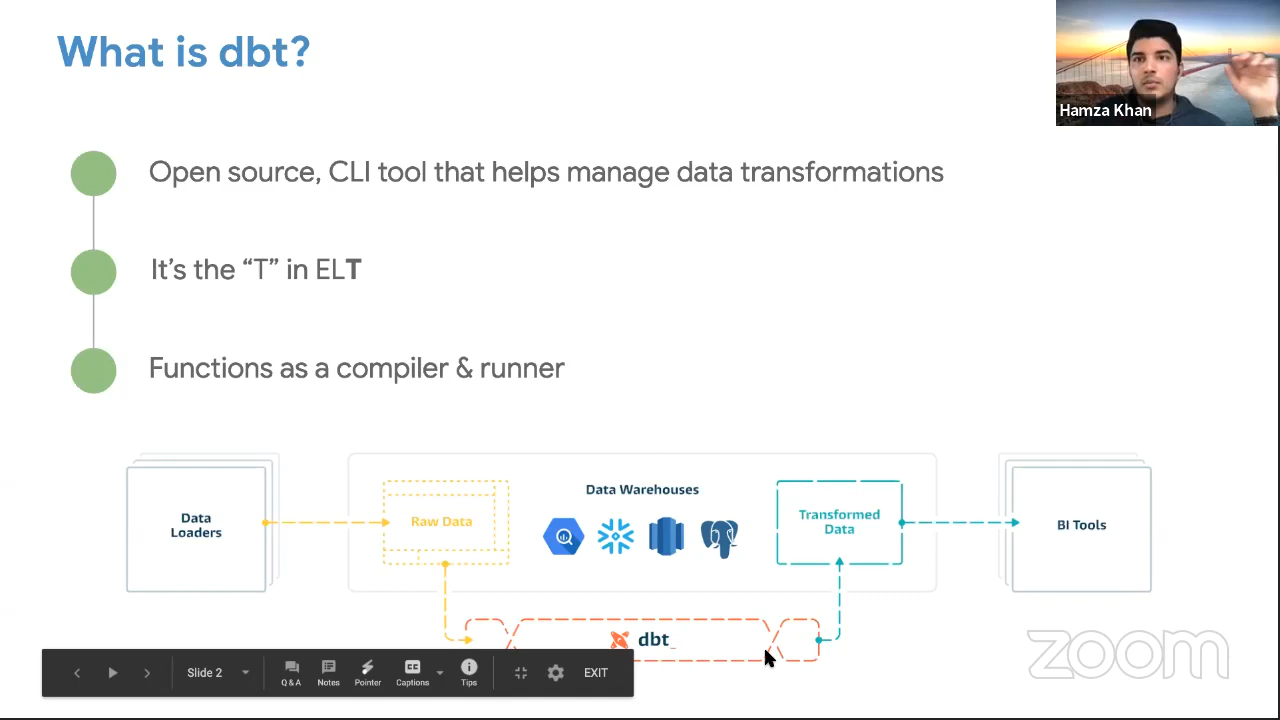 What is dbt?
Hamza Khan
Open source, CLI tool that helps manage data transformations
It's the “T” in ELT
Functions as a compiler & runner
Data
Loaders
Raw Data
Data Warehouses
Transformed
Data
BI Tools
dbt_
Slide 2
Q & A
Notes
Pointer
CC
Captions
Tips
EXIT
zoom